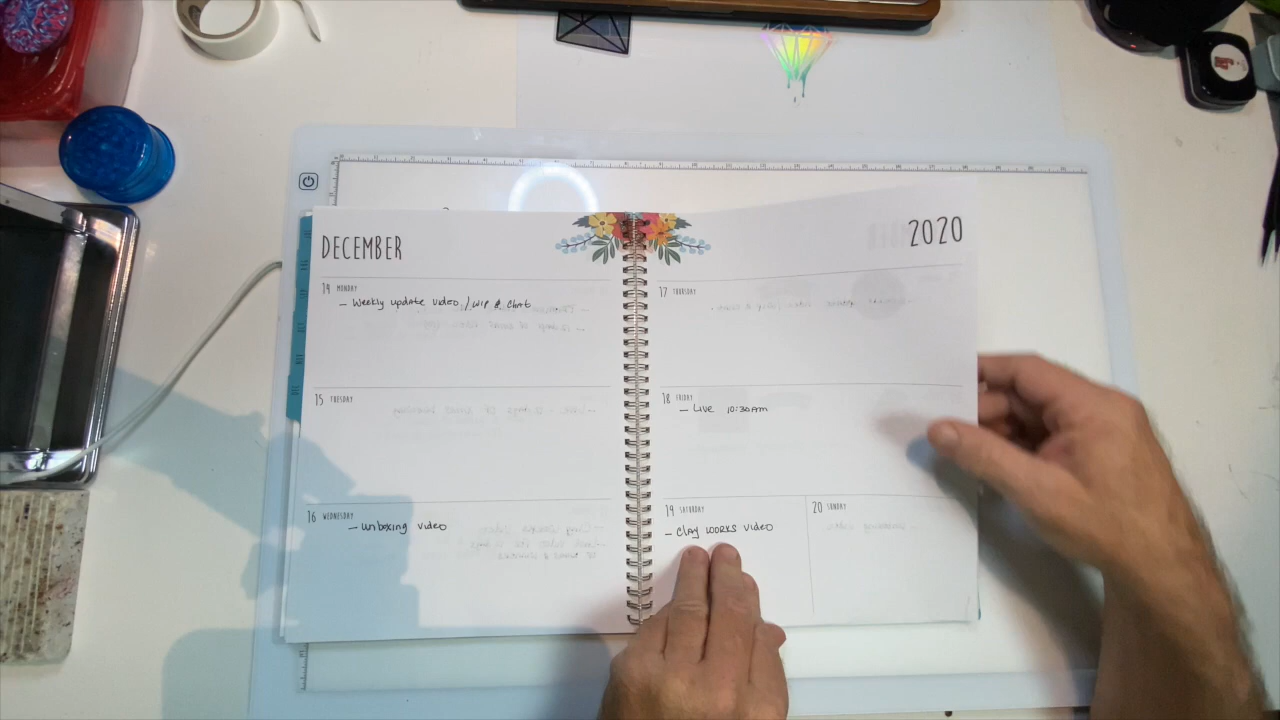 DECEMBER
2020
14 MONDAY
- Weekly update video / WIP & Chat
15 TUESDAY
16 WEDNESDAY
- Unboxing video
17 THURSDAY
18 FRIDAY
- Live 10:30am
19 SATURDAY
- Clay works video
20 SUNDAY